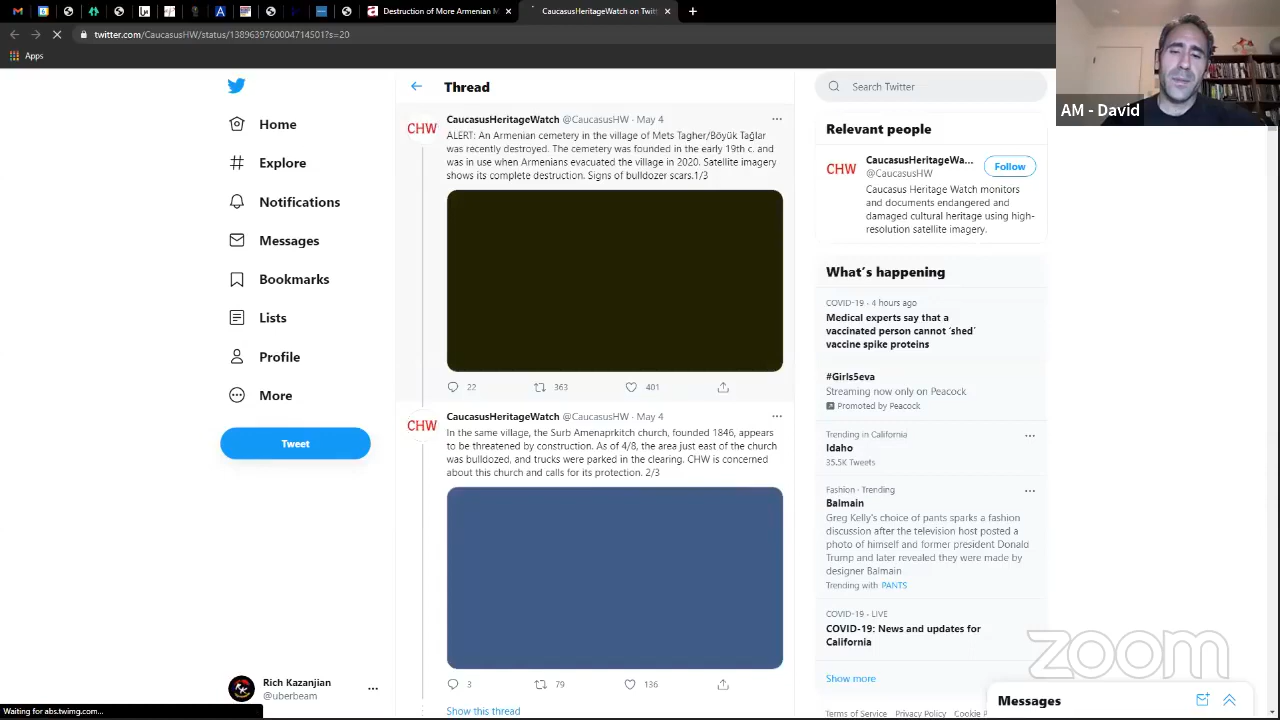 Destruction of More Armenian M
CaucasusHeritageWatch on Twitt
twitter.com/CaucasusHW/status/1389639760004714501?s=20
Apps
AM - David
Thread
Search Twitter
Home
Explore
Notifications
Messages
Bookmarks
Lists
Profile
More
Tweet
Rich Kazanjian
@uberbeam
Waiting for abs.twimg.com...
CHW
CaucasusHeritageWatch @CaucasusHW · May 4
ALERT: An Armenian cemetery in the village of Mets Tagher/Böyük Tağlar
was recently destroyed. The cemetery was founded in the early 19th c. and
was in use when Armenians evacuated the village in 2020. Satellite imagery
shows its complete destruction. Signs of bulldozer scars.1/3
22 363 401
CHW
CaucasusHeritageWatch @CaucasusHW · May 4
In the same village, the Surb Amenaprkitch church, founded 1846, appears
to be threatened by construction. As of 4/8, the area just east of the church
was bulldozed, and trucks were parked in the clearing. CHW is concerned
about this church and calls for its protection. 2/3
3 79 136
Show this thread
Relevant people
CHW
CaucasusHeritageWa...
@CaucasusHW
Follow
Caucasus Heritage Watch monitors
and documents endangered and
damaged cultural heritage using high-
resolution satellite imagery.
What's happening
COVID-19 · 4 hours ago
Medical experts say that a
vaccinated person cannot 'shed'
vaccine spike proteins
#Girls5eva
Streaming now only on Peacock
Promoted by Peacock
Trending in California
Idaho
35.5K Tweets
Fashion · Trending
Balmain
Greg Kelly's choice of pants sparks a fashion
discussion after the television host posted a
photo of himself and former president Donald
Trump and later revealed they were made by
designer Balmain
Trending with PANTS
COVID-19 · LIVE
COVID-19: News and updates for
California
Show more
Terms of Service Privacy Policy Cookie
Messages
zoom